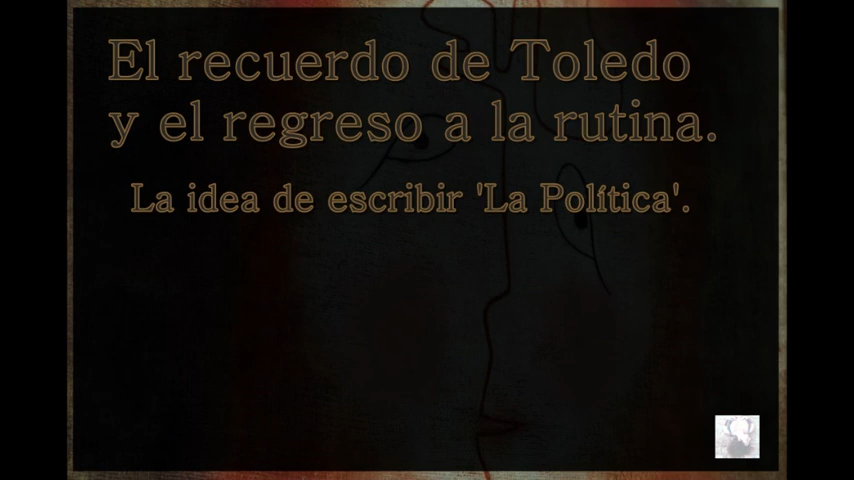 El recuerdo de Toledo
y el regreso a la rutina.
La idea de escribir 'La Política'.